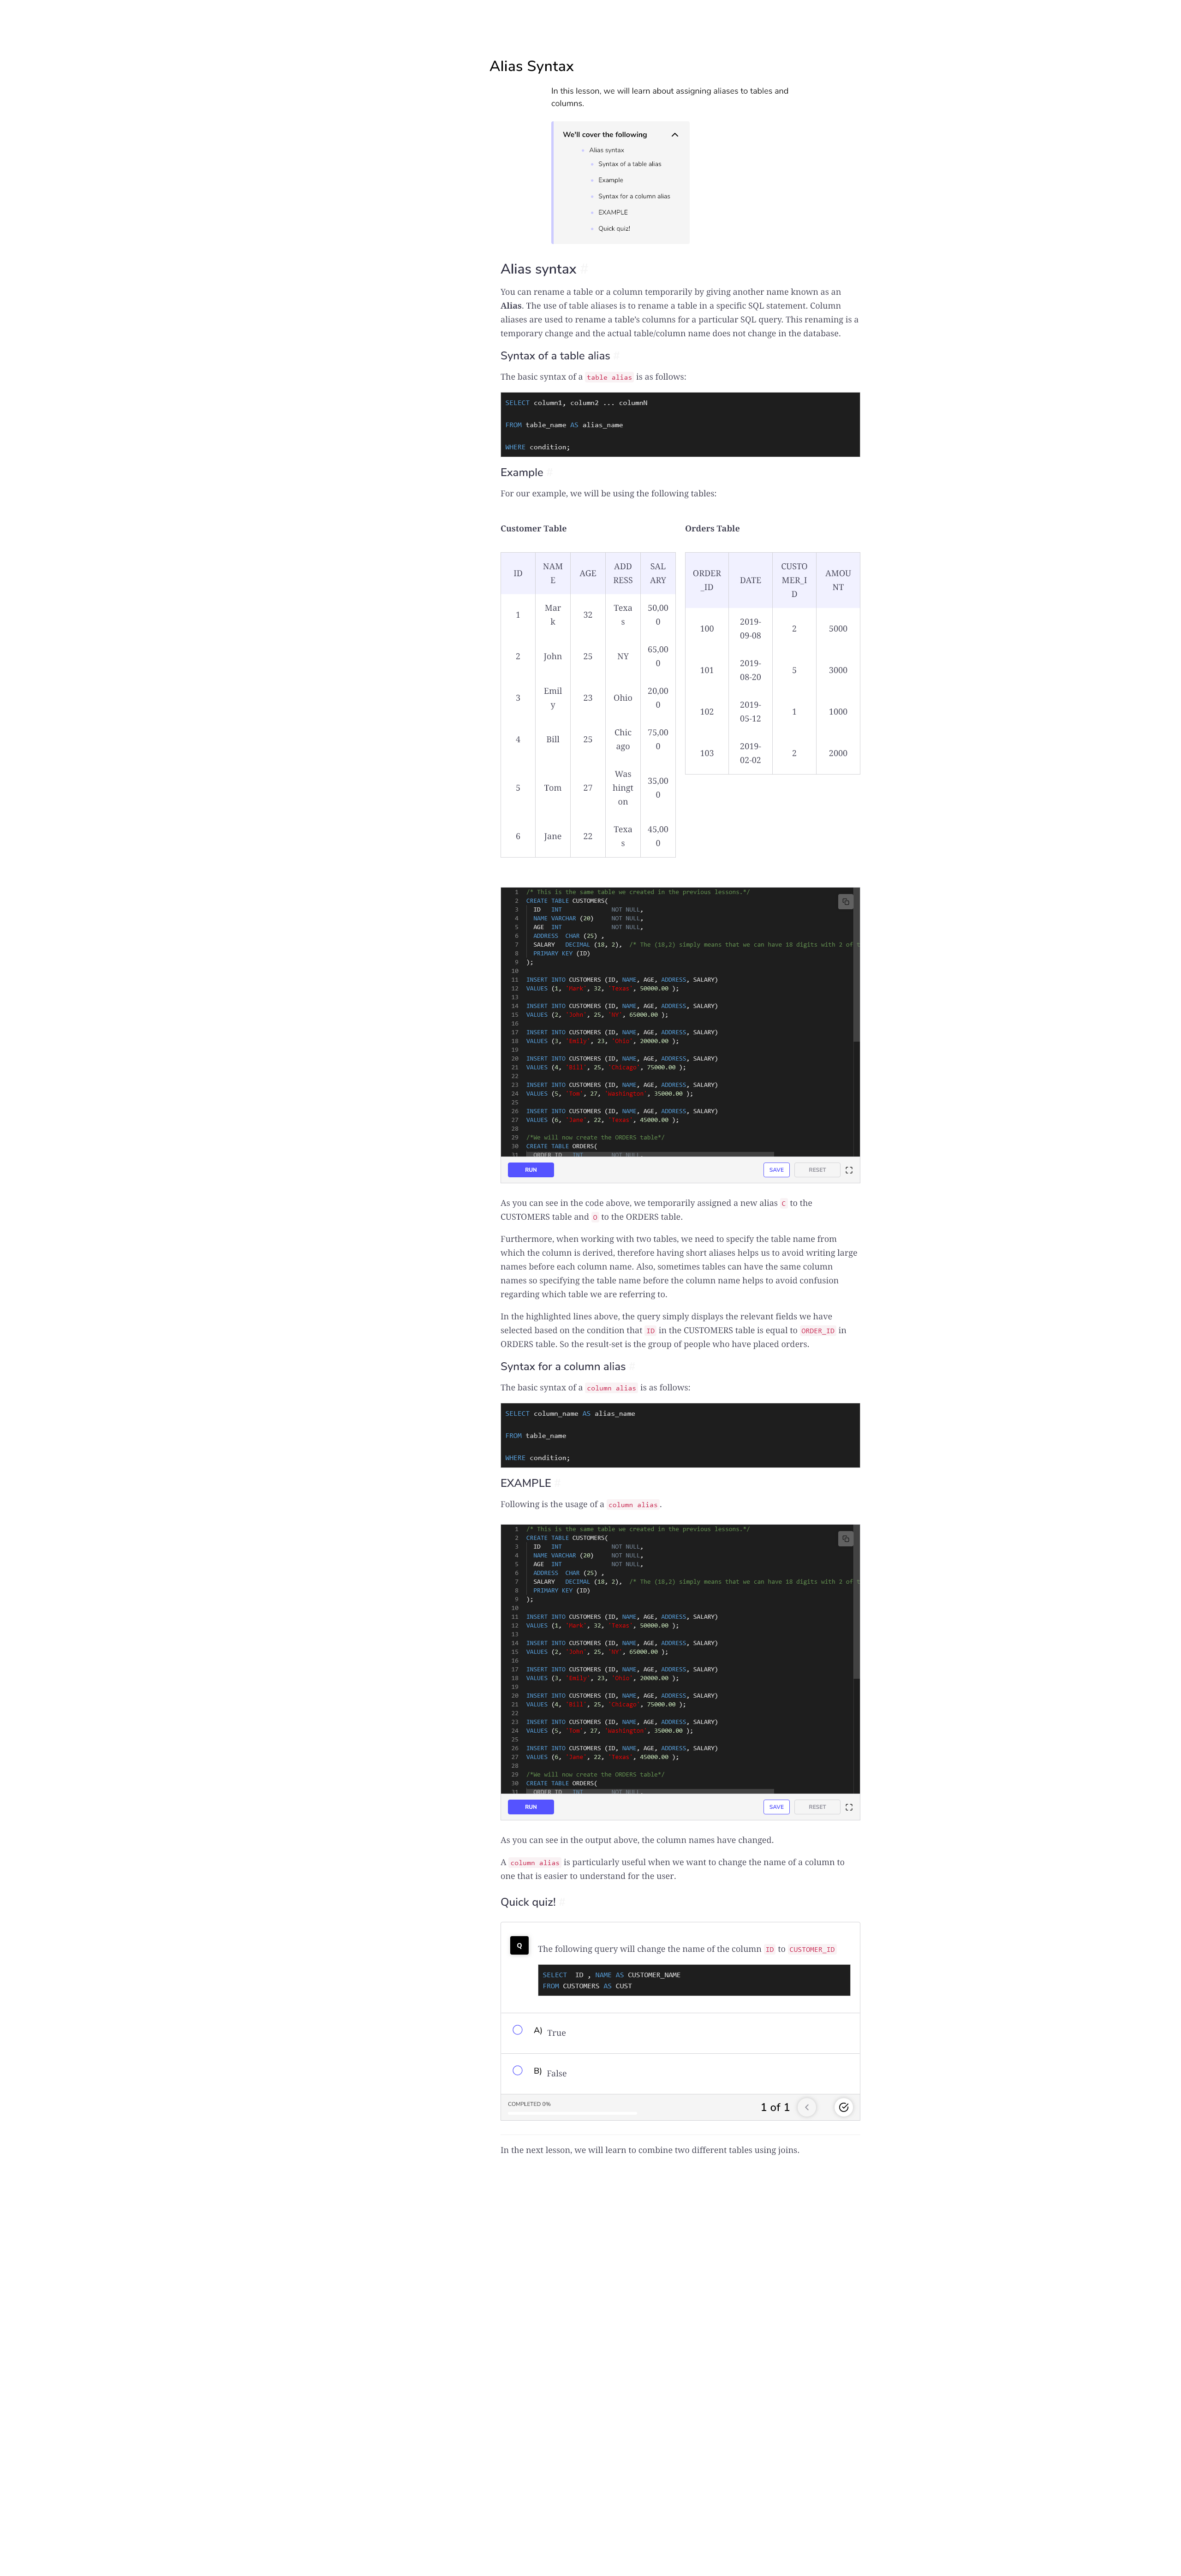 Alias Syntax
In this lesson, we will learn about assigning aliases to tables and
columns.
We'll cover the following
Alias syntax
Syntax of a table alias
Example
Syntax for a column alias
EXAMPLE
Quick quiz!
Alias syntax #
You can rename a table or a column temporarily by giving another name known as an
Alias. The use of table aliases is to rename a table in a specific SQL statement. Column
aliases are used to rename a table's columns for a particular SQL query. This renaming is a
temporary change and the actual table/column name does not change in the database.
Syntax of a table alias #
The basic syntax of a table alias is as follows:
SELECT column1, column2 ... columnN
FROM table_name AS alias_name
WHERE condition;
Example #
For our example, we will be using the following tables:
Customer Table
ID NAM AGE ADD SAL
E RESS ARY
1 Mar 32 Texa 50,00
k s 0
2 John 25 NY 65,00
0
3 Emil 23 Ohio 20,00
y 0
4 Bill 25 Chic 75,00
ago 0
5 Tom 27 Was 35,00
hingt 0
on
6 Jane 22 Texa 45,00
s 0
Orders Table
ORDER DATE CUSTO AMOU
_ID MER_I NT
D
100 2019- 2 5000
09-08
101 2019- 5 3000
08-20
102 2019- 1 1000
05-12
103 2019- 2 2000
02-02
1 /* This is the same table we created in the previous lessons.*/
2 CREATE TABLE CUSTOMERS(
3 ID INT NOT NULL,
4 NAME VARCHAR (20) NOT NULL,
5 AGE INT NOT NULL,
6 ADDRESS CHAR (25) ,
7 SALARY DECIMAL (18, 2), /* The (18,2) simply means that we can have 18 digits with 2 of
8 PRIMARY KEY (ID)
9 );
10
11 INSERT INTO CUSTOMERS (ID, NAME, AGE, ADDRESS, SALARY)
12 VALUES (1, 'Mark', 32, 'Texas', 50000.00 );
13
14 INSERT INTO CUSTOMERS (ID, NAME, AGE, ADDRESS, SALARY)
15 VALUES (2, 'John', 25, 'NY', 65000.00 );
16
17 INSERT INTO CUSTOMERS (ID, NAME, AGE, ADDRESS, SALARY)
18 VALUES (3, 'Emily', 23, 'Ohio', 20000.00 );
19
20 INSERT INTO CUSTOMERS (ID, NAME, AGE, ADDRESS, SALARY)
21 VALUES (4, 'Bill', 25, 'Chicago', 75000.00 );
22
23 INSERT INTO CUSTOMERS (ID, NAME, AGE, ADDRESS, SALARY)
24 VALUES (5, 'Tom', 27, 'Washington', 35000.00 );
25
26 INSERT INTO CUSTOMERS (ID, NAME, AGE, ADDRESS, SALARY)
27 VALUES (6, 'Jane', 22, 'Texas', 45000.00 );
28
29 /*We will now create the ORDERS table*/
30 CREATE TABLE ORDERS(
31 ORDER_ID INT NOT NULL,
RUN SAVE RESET
As you can see in the code above, we temporarily assigned a new alias C to the
CUSTOMERS table and O to the ORDERS table.
Furthermore, when working with two tables, we need to specify the table name from
which the column is derived, therefore having short aliases helps us to avoid writing large
names before each column name. Also, sometimes tables can have the same column
names so specifying the table name before the column name helps to avoid confusion
regarding which table we are referring to.
In the highlighted lines above, the query simply displays the relevant fields we have
selected based on the condition that ID in the CUSTOMERS table is equal to ORDER_ID in
ORDERS table. So the result-set is the group of people who have placed orders.
Syntax for a column alias #
The basic syntax of a column alias is as follows:
SELECT column_name AS alias_name
FROM table_name
WHERE condition;
EXAMPLE #
Following is the usage of a column alias.
1 /* This is the same table we created in the previous lessons.*/
2 CREATE TABLE CUSTOMERS(
3 ID INT NOT NULL,
4 NAME VARCHAR (20) NOT NULL,
5 AGE INT NOT NULL,
6 ADDRESS CHAR (25) ,
7 SALARY DECIMAL (18, 2), /* The (18,2) simply means that we can have 18 digits with 2 of
8 PRIMARY KEY (ID)
9 );
10
11 INSERT INTO CUSTOMERS (ID, NAME, AGE, ADDRESS, SALARY)
12 VALUES (1, 'Mark', 32, 'Texas', 50000.00 );
13
14 INSERT INTO CUSTOMERS (ID, NAME, AGE, ADDRESS, SALARY)
15 VALUES (2, 'John', 25, 'NY', 65000.00 );
16
17 INSERT INTO CUSTOMERS (ID, NAME, AGE, ADDRESS, SALARY)
18 VALUES (3, 'Emily', 23, 'Ohio', 20000.00 );
19
20 INSERT INTO CUSTOMERS (ID, NAME, AGE, ADDRESS, SALARY)
21 VALUES (4, 'Bill', 25, 'Chicago', 75000.00 );
22
23 INSERT INTO CUSTOMERS (ID, NAME, AGE, ADDRESS, SALARY)
24 VALUES (5, 'Tom', 27, 'Washington', 35000.00 );
25
26 INSERT INTO CUSTOMERS (ID, NAME, AGE, ADDRESS, SALARY)
27 VALUES (6, 'Jane', 22, 'Texas', 45000.00 );
28
29 /*We will now create the ORDERS table*/
30 CREATE TABLE ORDERS(
31 ORDER_ID INT NOT NULL,
RUN SAVE RESET
As you can see in the output above, the column names have changed.
A column alias is particularly useful when we want to change the name of a column to
one that is easier to understand for the user.
Quick quiz! #
Q The following query will change the name of the column ID to CUSTOMER_ID
SELECT ID , NAME AS CUSTOMER_NAME
FROM CUSTOMERS AS CUST
A) True
B) False
COMPLETED 0% 1 of 1
In the next lesson, we will learn to combine two different tables using joins.